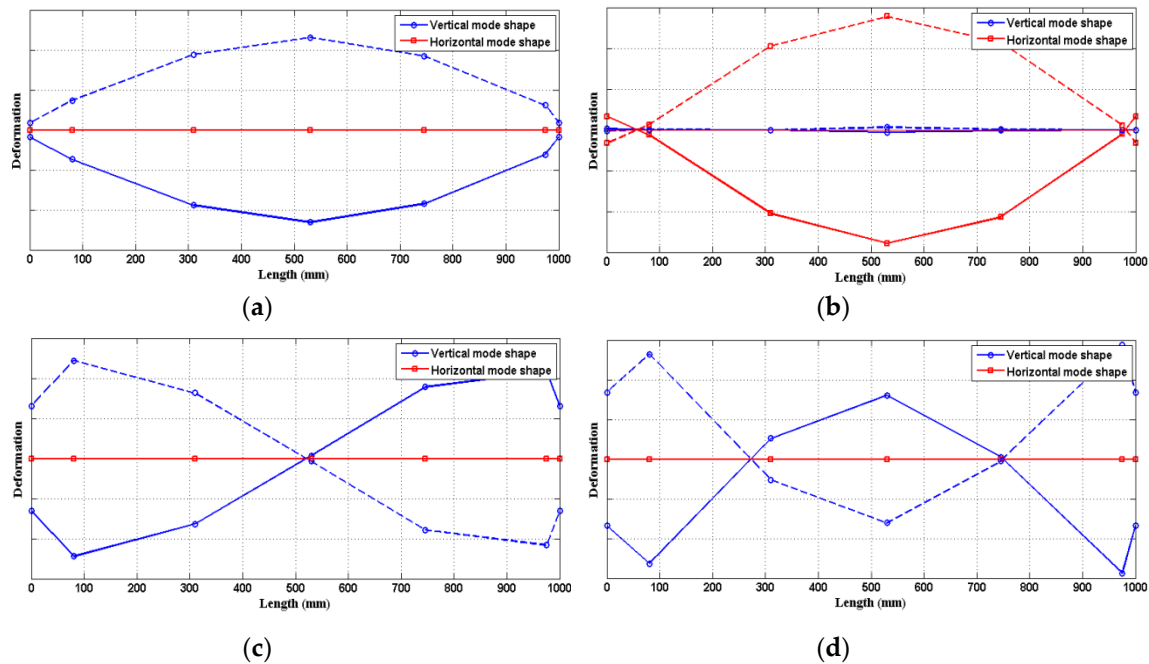 Vertical mode shape
Horizontal mode shape
Deformation
0 100 200 300 400 500 600 700 800 900 1000
Length (mm)
(a)
Vertical mode shape
Horizontal mode shape
Deformation
0 100 200 300 400 500 600 700 800 900 1000
Length (mm)
(b)
Vertical mode shape
Horizontal mode shape
Deformation
0 100 200 300 400 500 600 700 800 900 1000
Length (mm)
(c)
Vertical mode shape
Horizontal mode shape
Deformation
0 100 200 300 400 500 600 700 800 900 1000
Length (mm)
(d)